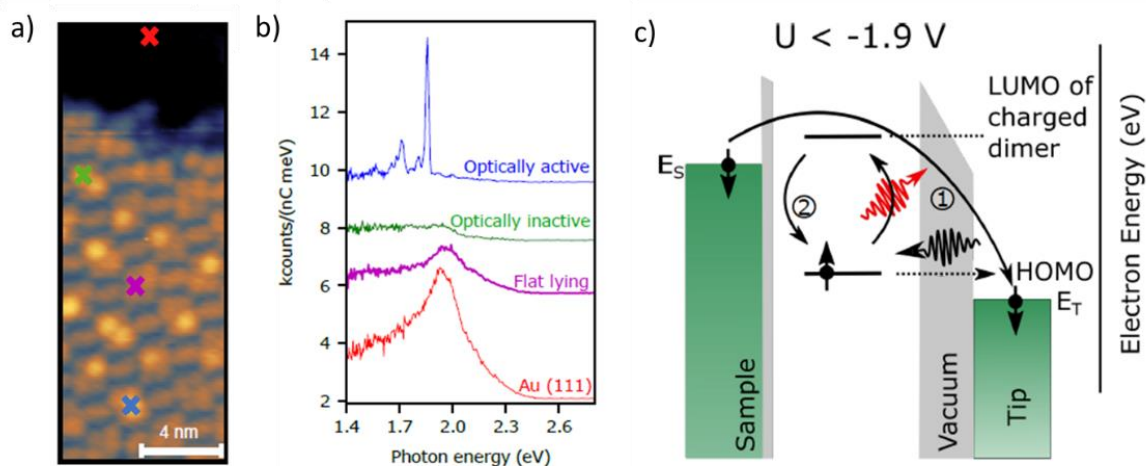 a)
4 nm
b)
kcounts/(nC meV)
14
12
10
8
6
4
2
Optically active
Optically inactive
Flat lying
Au (111)
1.4 1.7 2.0 2.3 2.6
Photon energy (eV)
c)
U < -1.9 V
LUMO of
charged
dimer
E_S
②
①
HOMO
E_T
Sample
Vacuum
Tip
Electron Energy (eV)